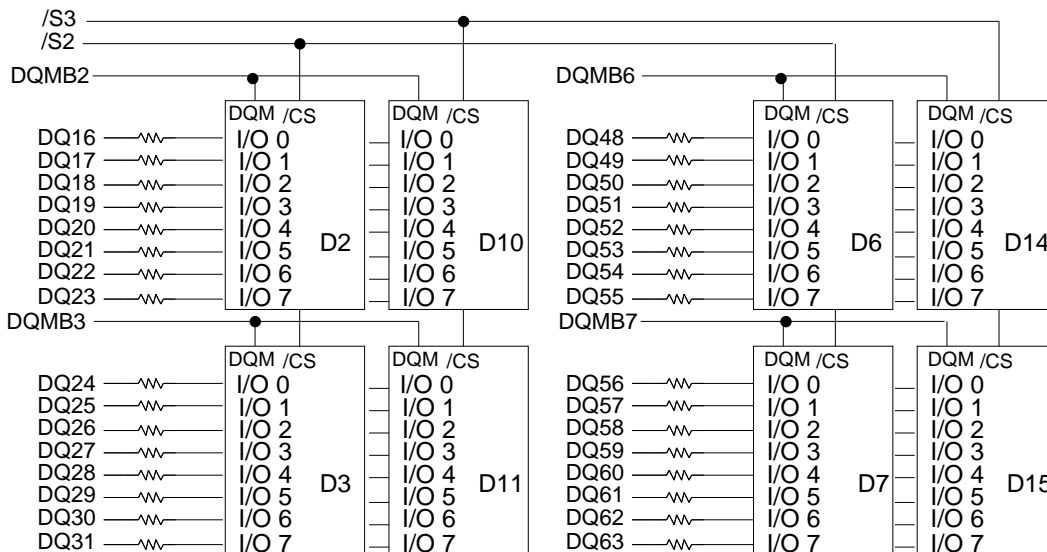 /S3
/S2
DQMB2 DQMB6
DQM /CS DQM /CS DQM /CS DQM /CS
DQ16 I/O 0 I/O 0 DQ48 I/O 0 I/O 0
DQ17 I/O 1 I/O 1 DQ49 I/O 1 I/O 1
DQ18 I/O 2 I/O 2 DQ50 I/O 2 I/O 2
DQ19 I/O 3 I/O 3 DQ51 I/O 3 I/O 3
DQ20 I/O 4 I/O 4 DQ52 I/O 4 I/O 4
DQ21 I/O 5 D2 I/O 5 D10 DQ53 I/O 5 D6 I/O 5 D14
DQ22 I/O 6 I/O 6 DQ54 I/O 6 I/O 6
DQ23 I/O 7 I/O 7 DQ55 I/O 7 I/O 7
DQMB3 DQMB7
DQM /CS DQM /CS DQM /CS DQM /CS
DQ24 I/O 0 I/O 0 DQ56 I/O 0 I/O 0
DQ25 I/O 1 I/O 1 DQ57 I/O 1 I/O 1
DQ26 I/O 2 I/O 2 DQ58 I/O 2 I/O 2
DQ27 I/O 3 I/O 3 DQ59 I/O 3 I/O 3
DQ28 I/O 4 D3 I/O 4 D11 DQ60 I/O 4 D7 I/O 4 D15
DQ29 I/O 5 I/O 5 DQ61 I/O 5 I/O 5
DQ30 I/O 6 I/O 6 DQ62 I/O 6 I/O 6
DQ31 I/O 7 I/O 7 DQ63 I/O 7 I/O 7